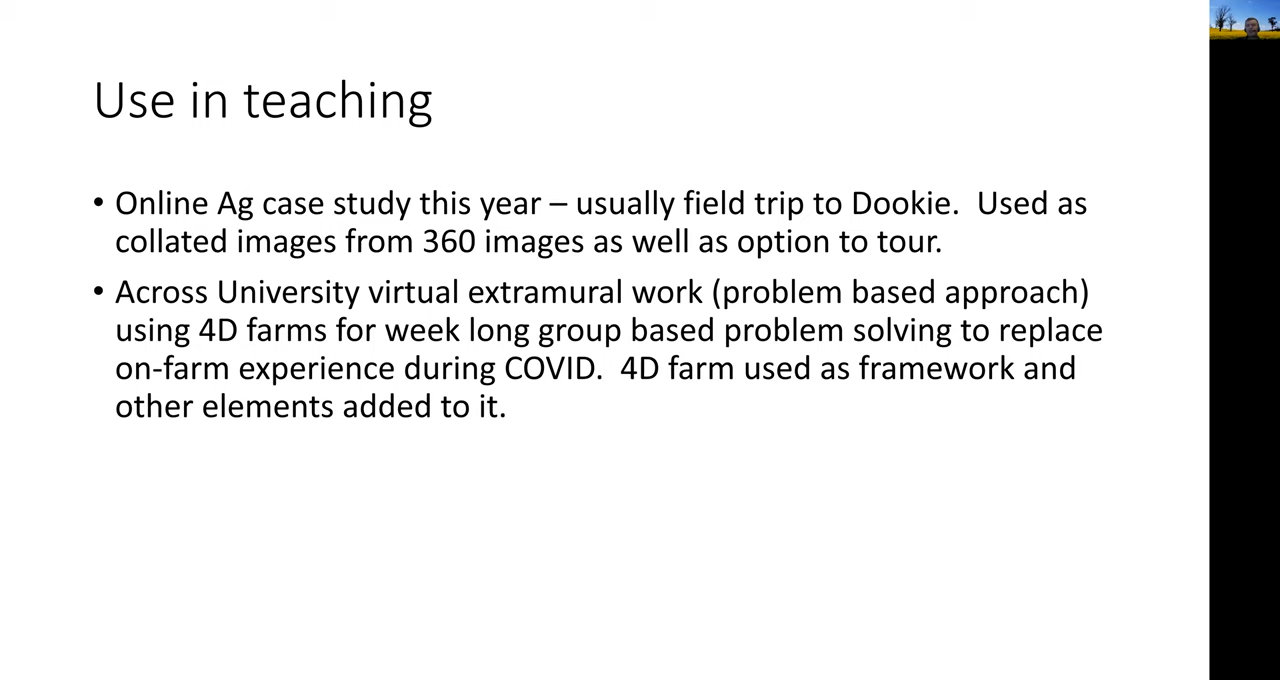 Use in teaching
• Online Ag case study this year – usually field trip to Dookie.  Used as
collated images from 360 images as well as option to tour.
• Across University virtual extramural work (problem based approach)
using 4D farms for week long group based problem solving to replace
on-farm experience during COVID.  4D farm used as framework and
other elements added to it.